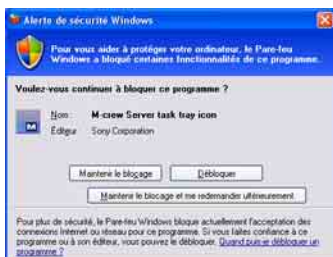 Alerte de sécurité Windows
Pour vous aider à protéger votre ordinateur, le Pare-feu
Windows a bloqué certaines fonctionnalités de ce programme.
Voulez-vous continuer à bloquer ce programme ?
Nom : M-crew Server task tray icon
Éditeur Sony Corporation
Maintenir le blocage Débloquer
Maintenir le blocage et me redemander ultérieurement
Pour plus de sécurité, le Pare-feu Windows bloque actuellement l'acceptation des
connexions Internet ou réseau pour ce programme. Si vous faites confiance à ce
programme ou à son éditeur, vous pouvez le débloquer. Quand puis-je débloquer un
programme ?